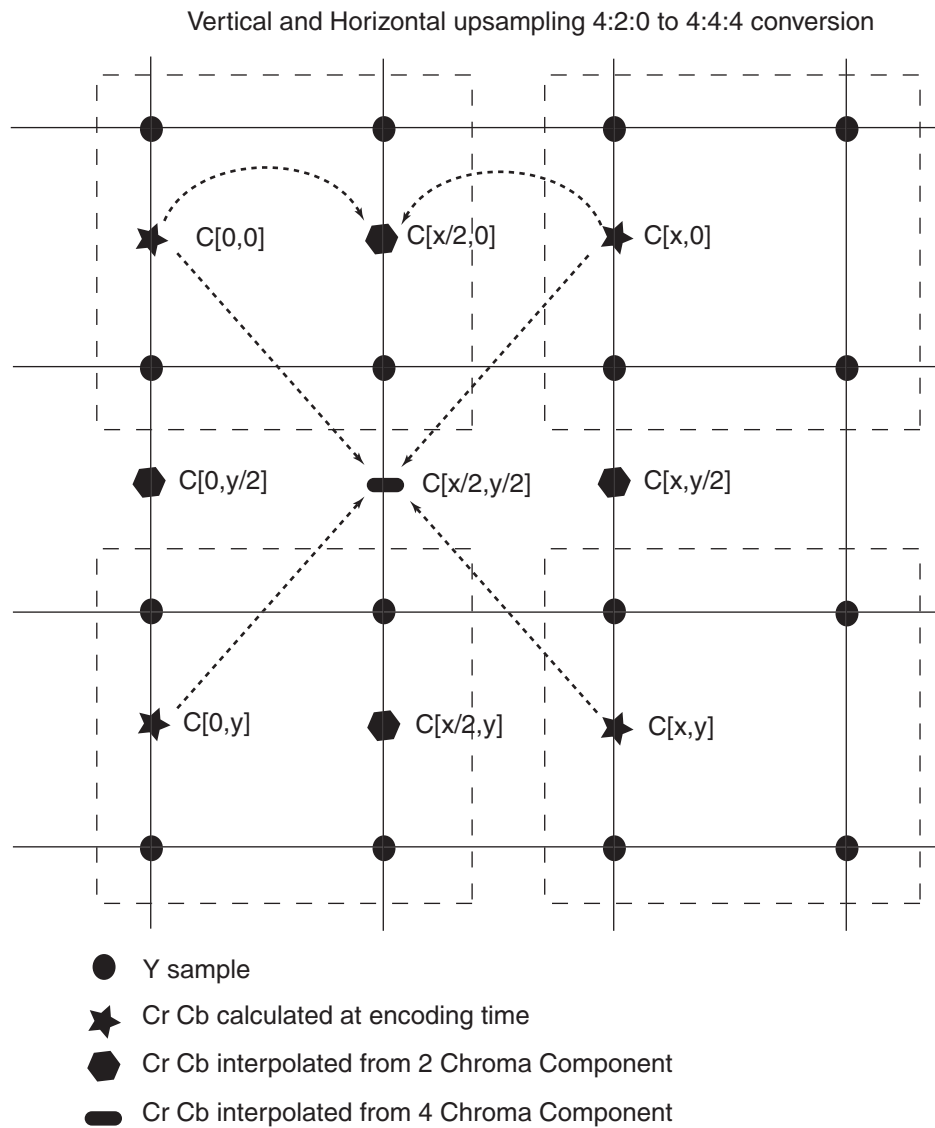 Vertical and Horizontal upsampling 4:2:0 to 4:4:4 conversion
C[0,0]
C[x/2,0]
C[x,0]
C[0,y/2]
C[x/2,y/2]
C[x,y/2]
C[0,y]
C[x/2,y]
C[x,y]
Y sample
Cr Cb calculated at encoding time
Cr Cb interpolated from 2 Chroma Component
Cr Cb interpolated from 4 Chroma Component